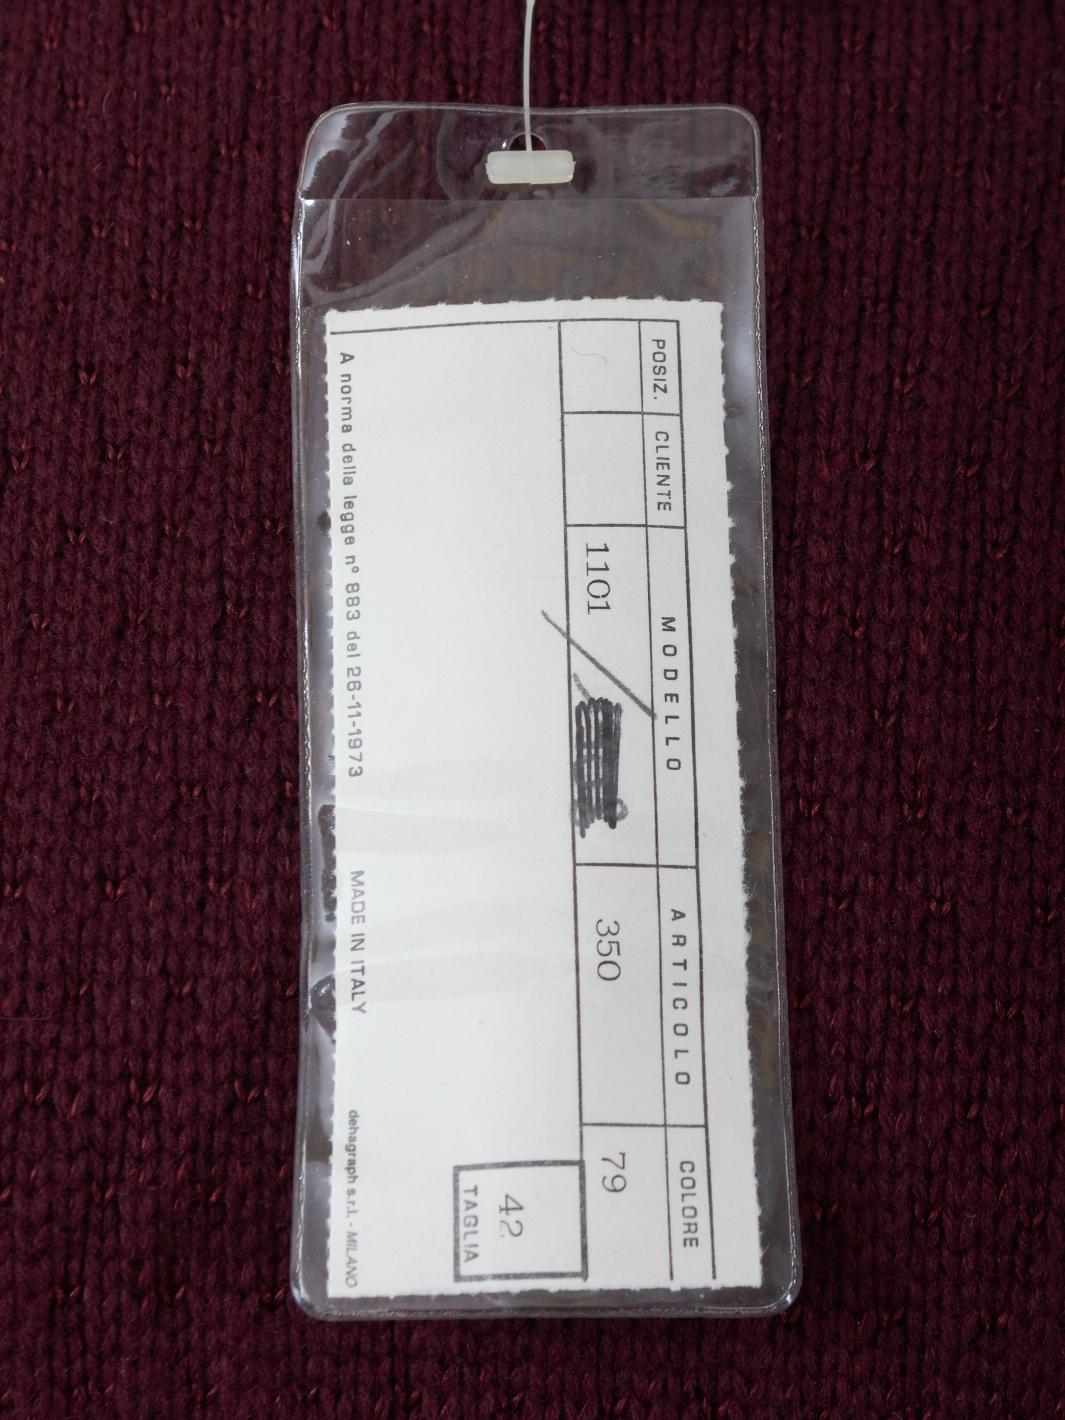 POSIZ. CLIENTE MODELLO ARTICOLO COLORE
1101 350 79
42
TAGLIA
A norma della legge n° 883 del 26-11-1973 MADE IN ITALY dehagraph s.r.l. - MILANO